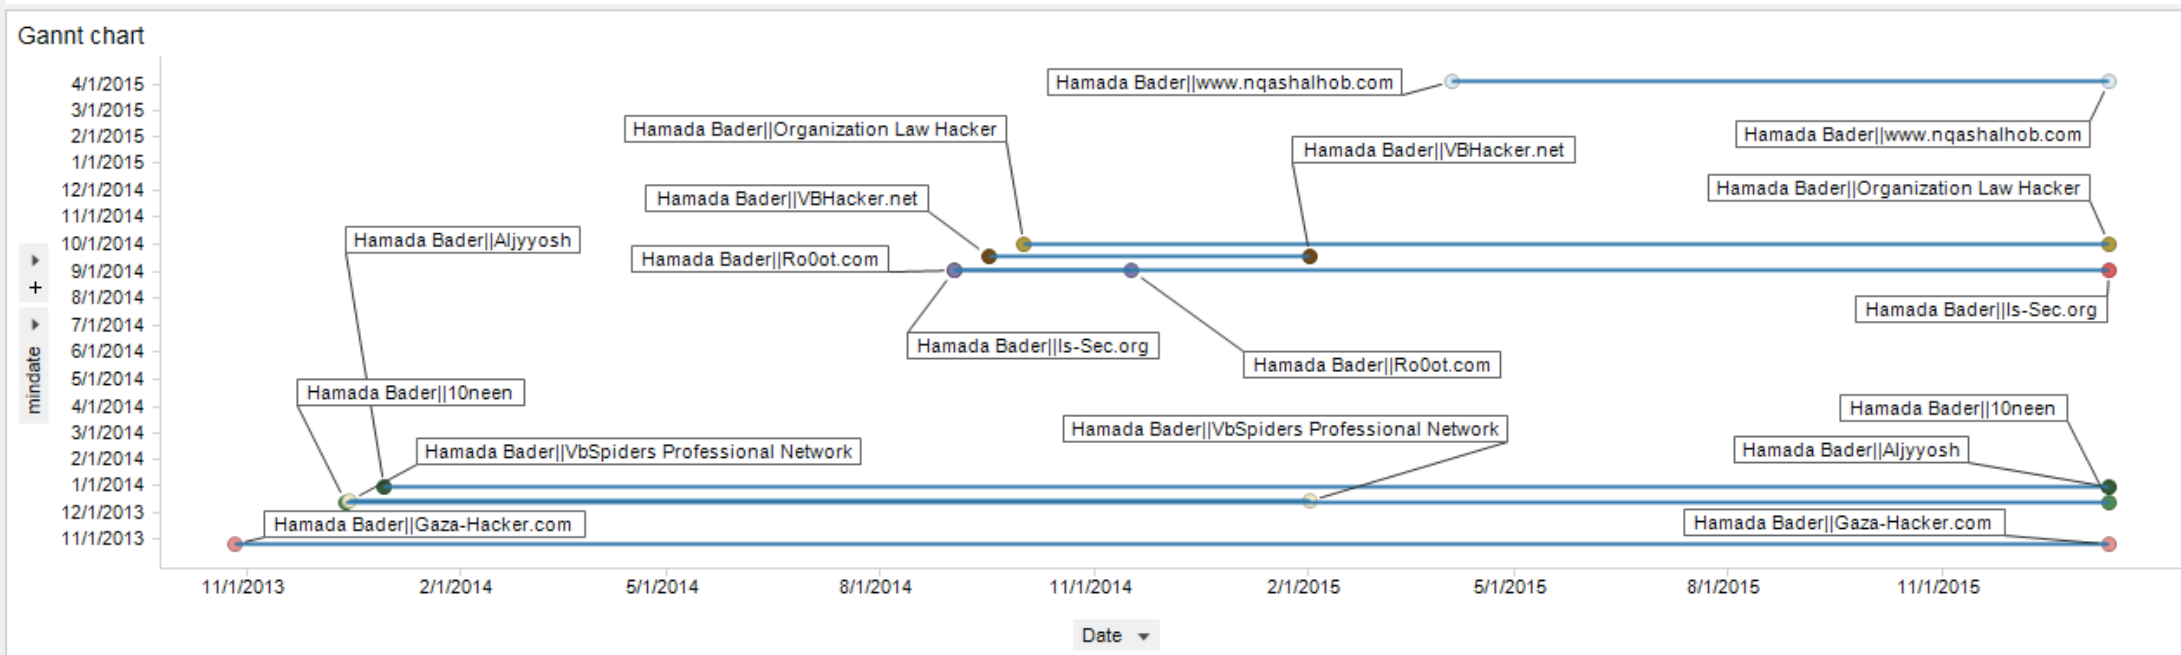 Gannt chart
4/1/2015
3/1/2015
2/1/2015
1/1/2015
12/1/2014
11/1/2014
10/1/2014
9/1/2014
8/1/2014
7/1/2014
6/1/2014
5/1/2014
4/1/2014
3/1/2014
2/1/2014
1/1/2014
12/1/2013
11/1/2013
+
mindate
Hamada Bader||www.nqashalhob.com
Hamada Bader||Organization Law Hacker
Hamada Bader||www.nqashalhob.com
Hamada Bader||VBHacker.net
Hamada Bader||Organization Law Hacker
Hamada Bader||VBHacker.net
Hamada Bader||Aljyyosh
Hamada Bader||Ro0ot.com
Hamada Bader||Is-Sec.org
Hamada Bader||Is-Sec.org
Hamada Bader||Ro0ot.com
Hamada Bader||10neen
Hamada Bader||10neen
Hamada Bader||VbSpiders Professional Network
Hamada Bader||VbSpiders Professional Network
Hamada Bader||Aljyyosh
Hamada Bader||Gaza-Hacker.com
Hamada Bader||Gaza-Hacker.com
11/1/2013
2/1/2014
5/1/2014
8/1/2014
11/1/2014
2/1/2015
5/1/2015
8/1/2015
11/1/2015
Date